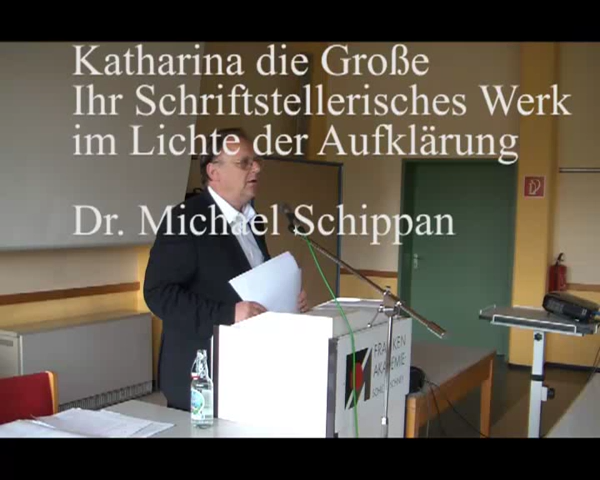 Katharina die Große
Ihr Schriftstellerisches Werk
im Lichte der Aufklärung
Dr. Michael Schippan
FRANKEN
AKADEMIE